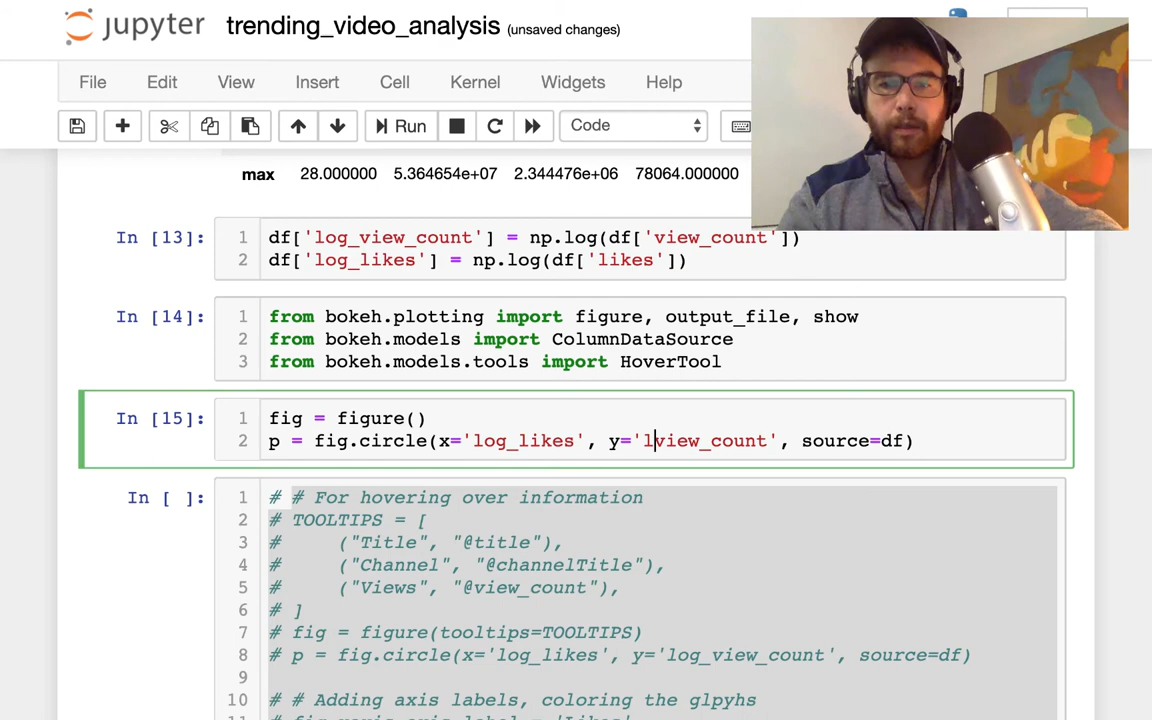 jupyter trending_video_analysis (unsaved changes)
File Edit View Insert Cell Kernel Widgets Help
Run Code
max 28.000000 5.364654e+07 2.344476e+06 78064.000000
In [13]: 1 df['log_view_count'] = np.log(df['view_count'])
2 df['log_likes'] = np.log(df['likes'])
In [14]: 1 from bokeh.plotting import figure, output_file, show
2 from bokeh.models import ColumnDataSource
3 from bokeh.models.tools import HoverTool
In [15]: 1 fig = figure()
2 p = fig.circle(x='log_likes', y='lview_count', source=df)
In [ ]: 1 # # For hovering over information
2 # TOOLTIPS = [
3 # ("Title", "@title"),
4 # ("Channel", "@channelTitle"),
5 # ("Views", "@view_count"),
6 # ]
7 # fig = figure(tooltips=TOOLTIPS)
8 # p = fig.circle(x='log_likes', y='log_view_count', source=df)
9
10 # # Adding axis labels, coloring the glpyhs
11 # fig.xaxis.axis_label = 'Likes'